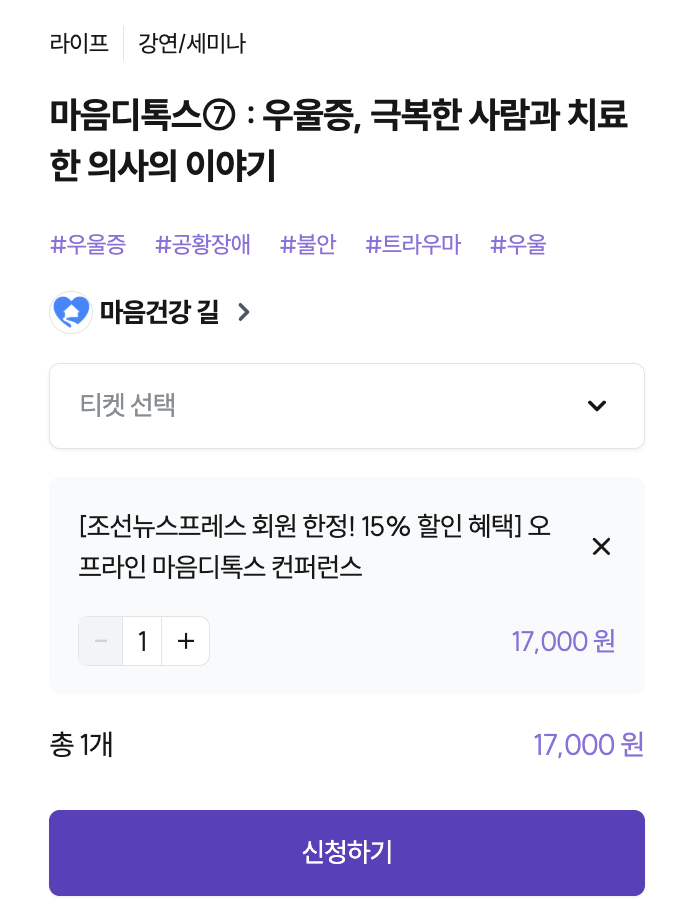 라이프 강연/세미나
마음디톡스⑦ : 우울증, 극복한 사람과 치료
한 의사의 이야기
#우울증 #공황장애 #불안 #트라우마 #우울
마음건강 길
티켓 선택
[조선뉴스프레스 회원 한정! 15% 할인 혜택] 오
프라인 마음디톡스 컨퍼런스
1 17,000 원
총 1개 17,000 원
신청하기